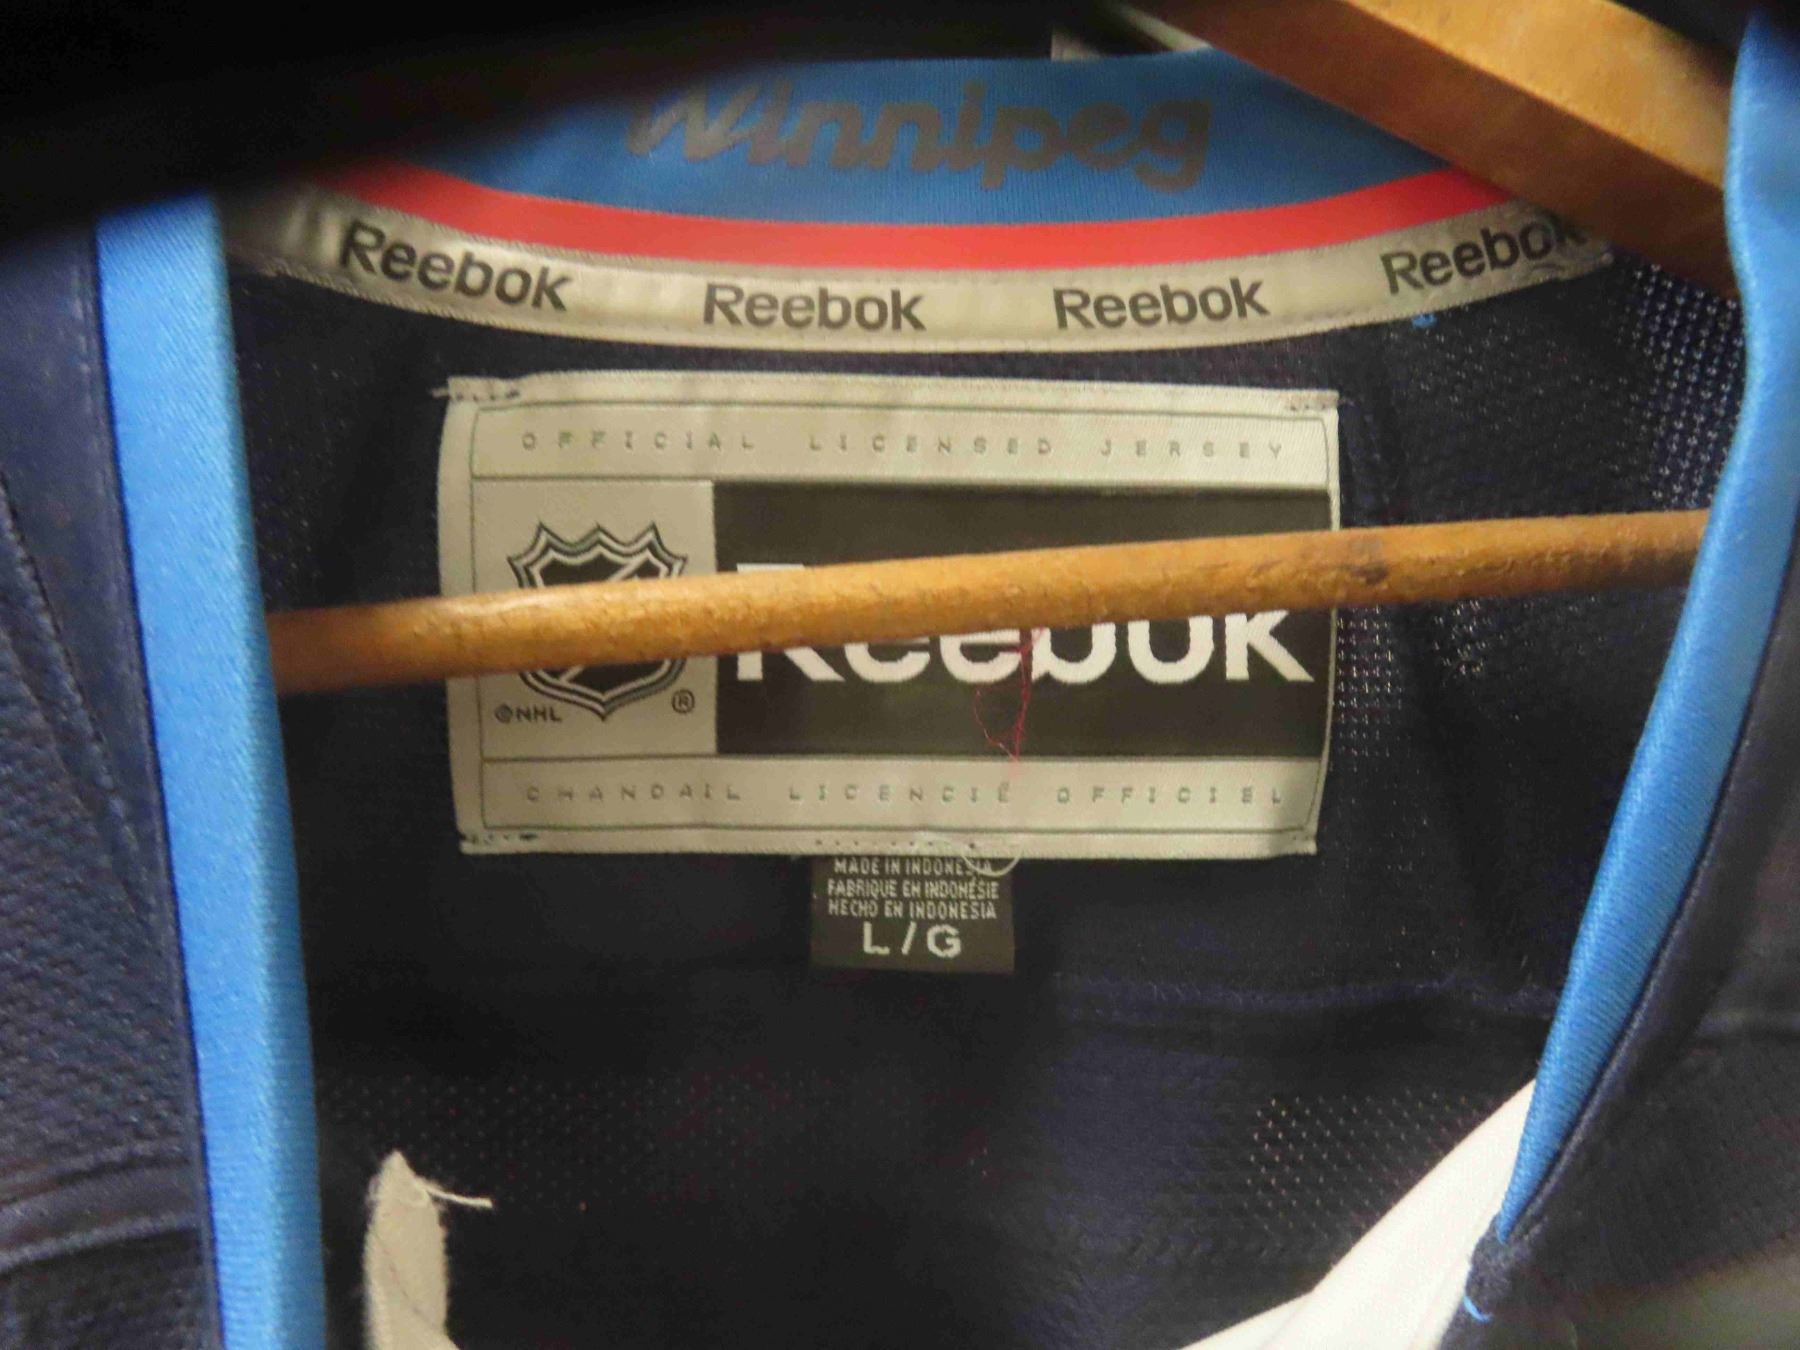 Winnipeg
Reebok Reebok Reebok Reebok
OFFICIAL LICENSED JERSEY
Reebok
©NHL ®
CHANDAIL LICENCIÉ OFFICIEL
MADE IN INDONESIA
FABRIQUE EN INDONÉSIE
HECHO EN INDONESIA
L/G